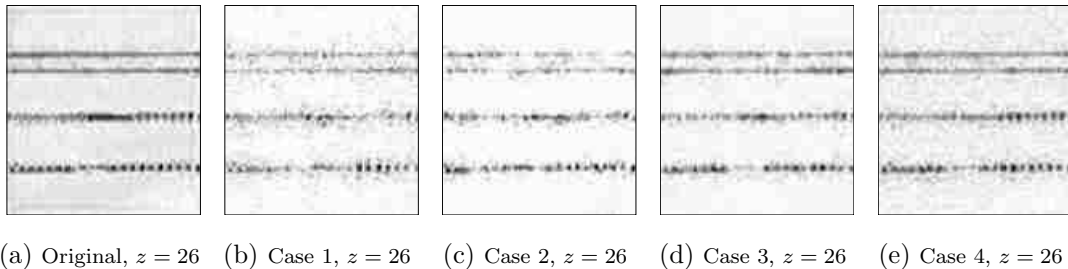 (a) Original, z = 26 (b) Case 1, z = 26 (c) Case 2, z = 26 (d) Case 3, z = 26 (e) Case 4, z = 26